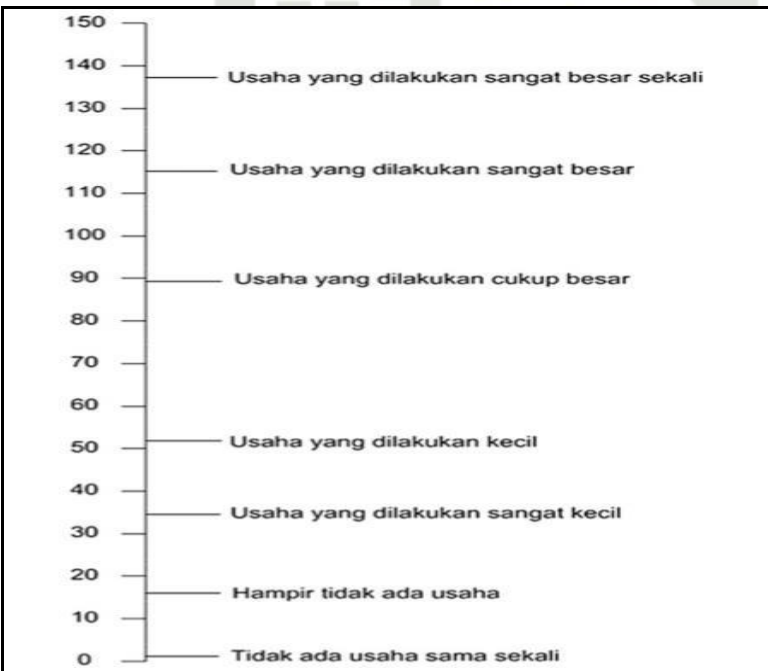 150
140
Usaha yang dilakukan sangat besar sekali
130
120
Usaha yang dilakukan sangat besar
110
100
90
Usaha yang dilakukan cukup besar
80
70
60
50
Usaha yang dilakukan kecil
40
Usaha yang dilakukan sangat kecil
30
20
Hampir tidak ada usaha
10
0
Tidak ada usaha sama sekali